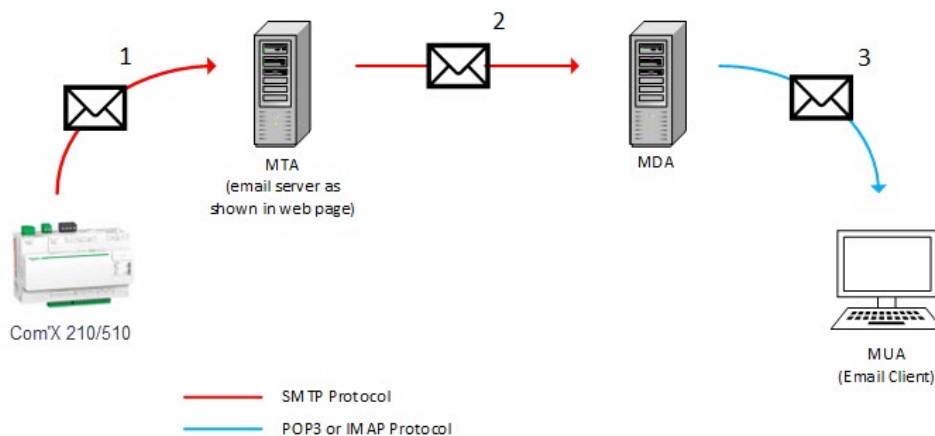 1
2
3
MTA
(email server as
shown in web page)
MDA
Com'X 210/510
MUA
(Email Client)
SMTP Protocol
POP3 or IMAP Protocol